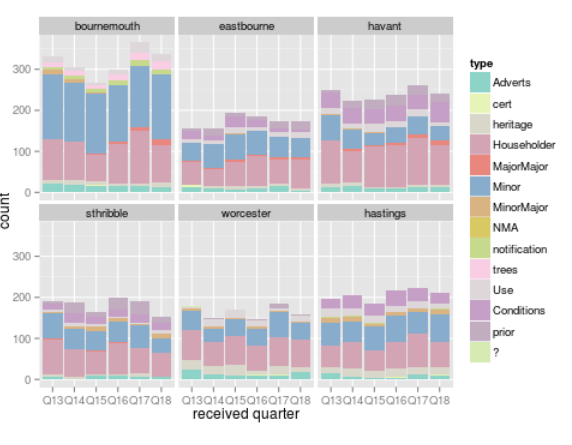 bournemouth eastbourne havant
300
200
100
0
sthribble worcester hastings
300
200
100
0
Q13Q14Q15Q16Q17Q18 Q13Q14Q15Q16Q17Q18 Q13Q14Q15Q16Q17Q18
received quarter
count
type
Adverts
cert
heritage
Householder
MajorMajor
Minor
MinorMajor
NMA
notification
trees
Use
Conditions
prior
?